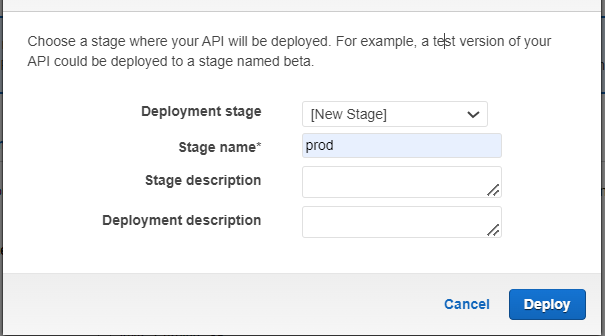 Choose a stage where your API will be deployed. For example, a test version of your
API could be deployed to a stage named beta.
Deployment stage [New Stage]
Stage name* prod
Stage description
Deployment description
Cancel Deploy